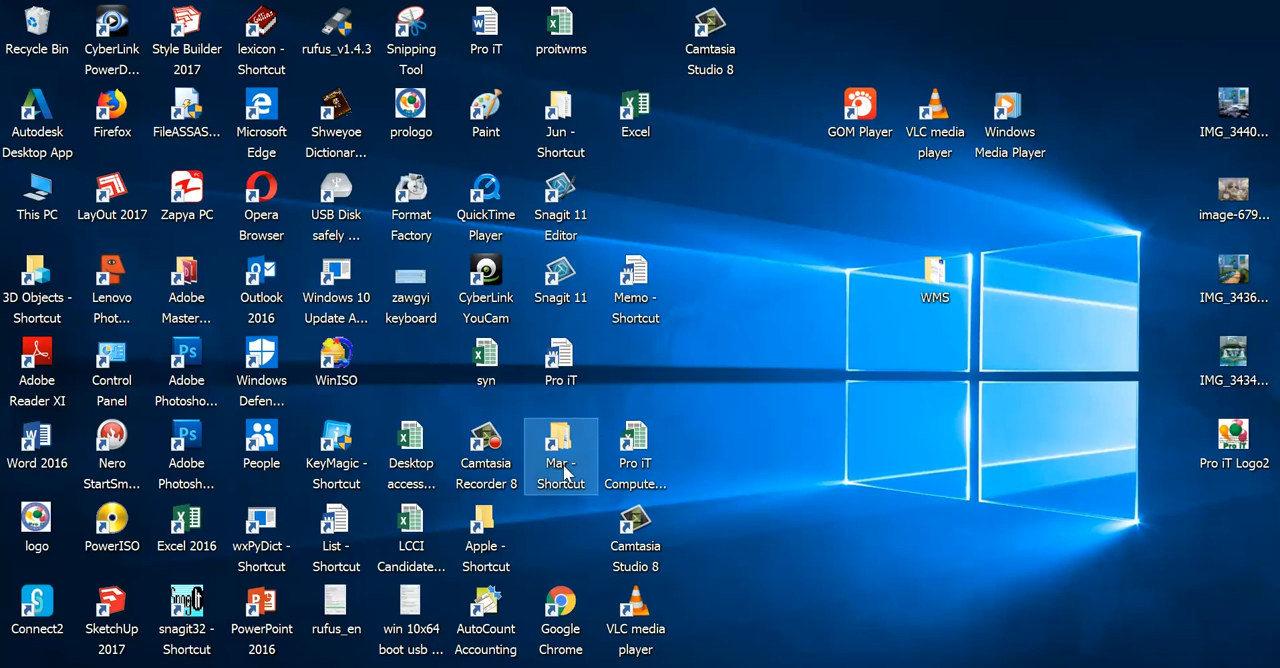 Recycle Bin
CyberLink
PowerD...
Style Builder
2017
lexicon -
Shortcut
rufus_v1.4.3
Snipping
Tool
Pro iT
proitwms
Camtasia
Studio 8
Autodesk
Desktop App
Firefox
FileASSAS...
Microsoft
Edge
Shweyoe
Dictionar...
prologo
Paint
Jun -
Shortcut
Excel
GOM Player
VLC media
player
Windows
Media Player
IMG_3440...
This PC
LayOut 2017
Zapya PC
Opera
Browser
USB Disk
safely ...
Format
Factory
QuickTime
Player
Snagit 11
Editor
image-679...
3D Objects -
Shortcut
Lenovo
Phot...
Adobe
Master...
Outlook
2016
Windows 10
Update A...
zawgyi
keyboard
CyberLink
YouCam
Snagit 11
Memo -
Shortcut
WMS
IMG_3436...
Adobe
Reader XI
Control
Panel
Adobe
Photosho...
Windows
Defen...
WinISO
syn
Pro iT
IMG_3434...
Word 2016
Nero
StartSm...
Adobe
Photosh...
People
KeyMagic -
Shortcut
Desktop
access...
Camtasia
Recorder 8
Mar -
Shortcut
Pro iT
Compute...
Pro iT Logo2
logo
PowerISO
Excel 2016
wxPyDict -
Shortcut
List -
Shortcut
LCCI
Candidate...
Apple -
Shortcut
Camtasia
Studio 8
Connect2
SketchUp
2017
snagit32 -
Shortcut
PowerPoint
2016
rufus_en
win 10x64
boot usb ...
AutoCount
Accounting
Google
Chrome
VLC media
player